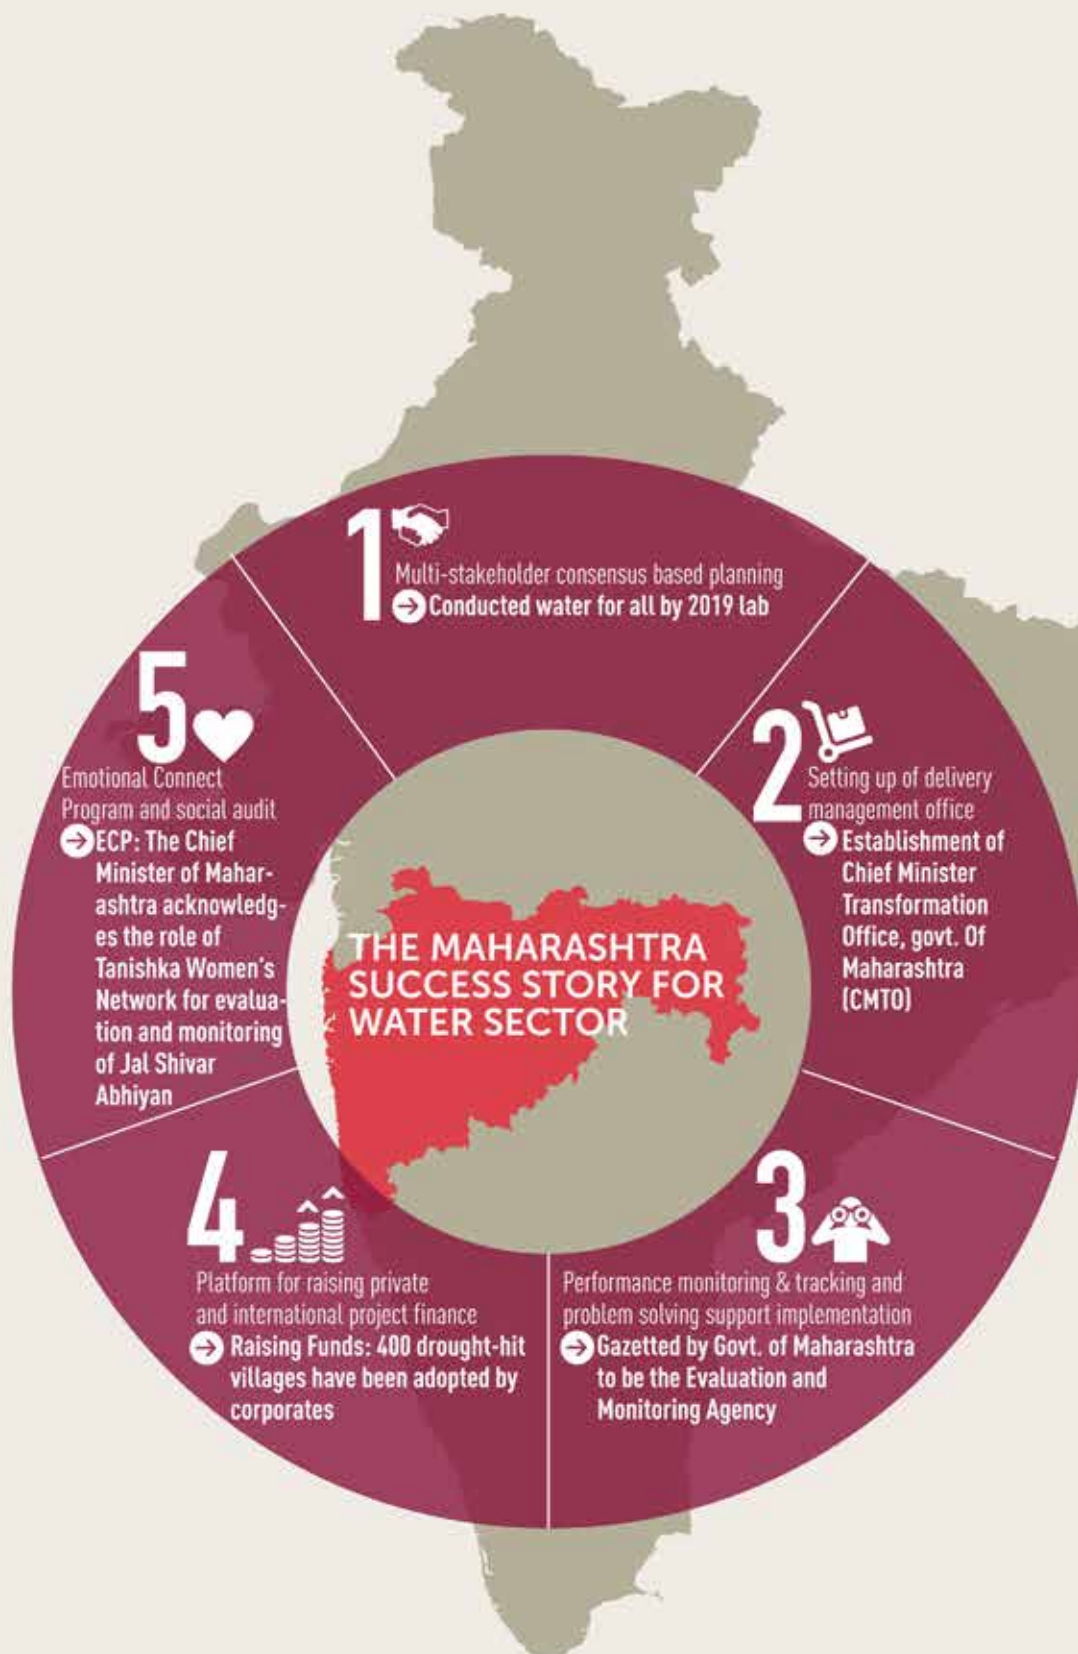 1
Multi-stakeholder consensus based planning
Conducted water for all by 2019 lab
2
Setting up of delivery
management office
Establishment of
Chief Minister
Transformation
Office, govt. Of
Maharashtra
(CMTO)
3
Performance monitoring & tracking and
problem solving support implementation
Gazetted by Govt. of Maharashtra
to be the Evaluation and
Monitoring Agency
4
Platform for raising private
and international project finance
Raising Funds: 400 drought-hit
villages have been adopted by
corporates
5
Emotional Connect
Program and social audit
ECP: The Chief
Minister of Mahar-
ashtra acknowledg-
es the role of
Tanishka Women's
Network for evalua-
tion and monitoring
of Jal Shivar
Abhiyan
THE MAHARASHTRA
SUCCESS STORY FOR
WATER SECTOR